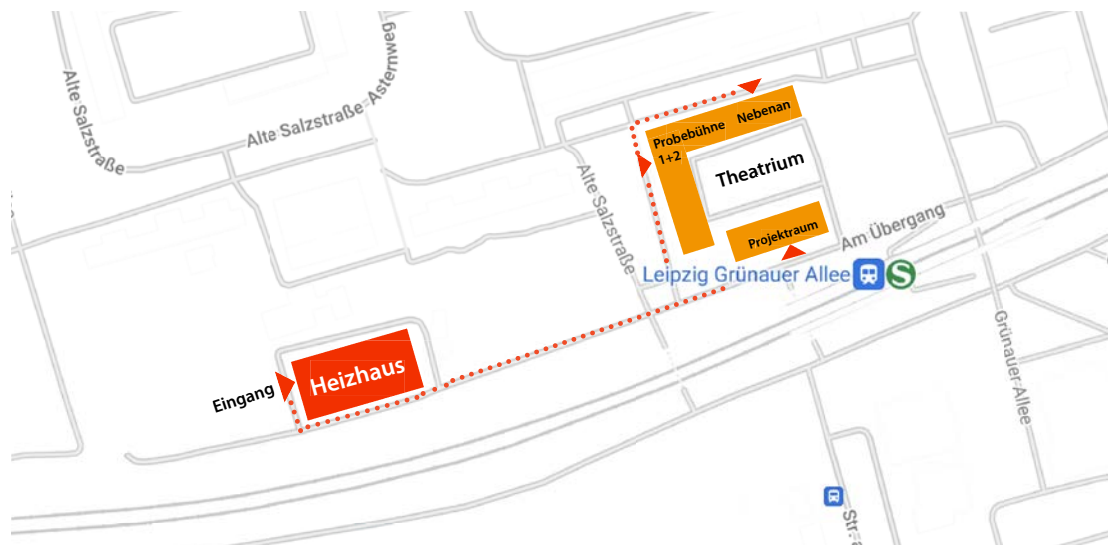 Alte Salzstraße
Alte Salzstraße-Asternweg
Probebühne
1+2
Nebenan
Theatrium
Projektraum
Alte Salzstraße
Am Übergang
Leipzig Grünauer Allee
S
Grünauer Allee
Heizhaus
Eingang